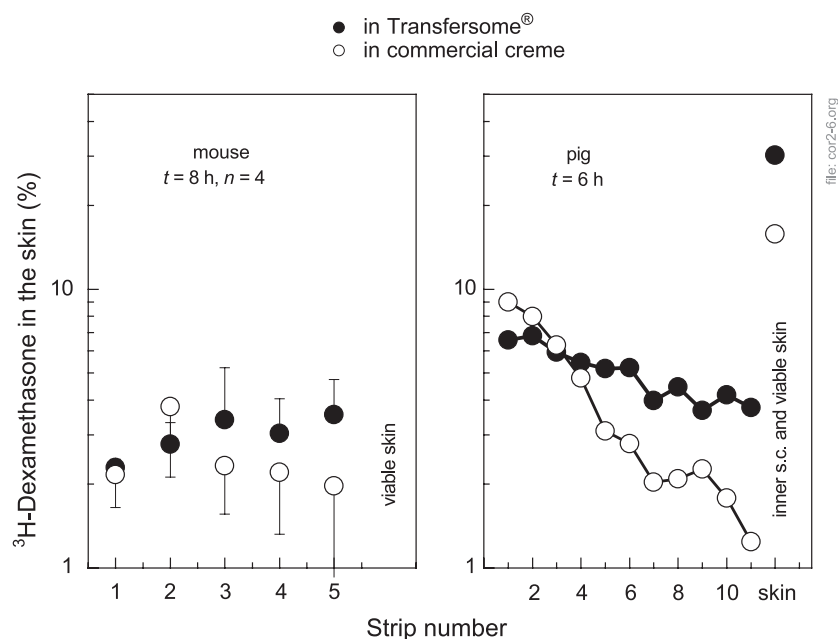 in Transfersome®
in commercial creme
mouse
t = 8 h, n = 4
pig
t = 6 h
file: cor2-6.org
³H-Dexamethasone in the skin (%)
10
1
10
1
viable skin
inner s.c. and viable skin
1 2 3 4 5
2 4 6 8 10 skin
Strip number